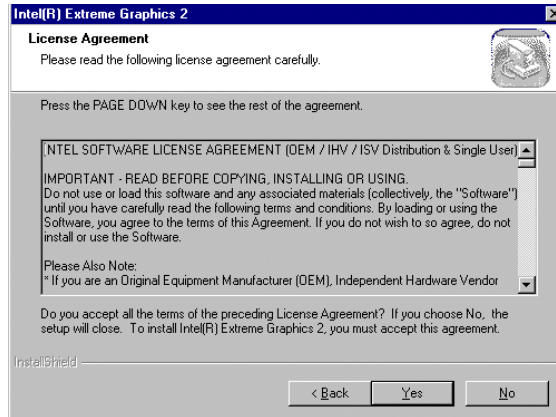 Intel(R) Extreme Graphics 2
License Agreement
Please read the following license agreement carefully.
Press the PAGE DOWN key to see the rest of the agreement.
INTEL SOFTWARE LICENSE AGREEMENT (OEM / IHV / ISV Distribution & Single User)
IMPORTANT - READ BEFORE COPYING, INSTALLING OR USING.
Do not use or load this software and any associated materials (collectively, the "Software")
until you have carefully read the following terms and conditions. By loading or using the
Software, you agree to the terms of this Agreement. If you do not wish to so agree, do not
install or use the Software.
Please Also Note:
* If you are an Original Equipment Manufacturer (OEM), Independent Hardware Vendor
Do you accept all the terms of the preceding License Agreement? If you choose No, the
setup will close. To install Intel(R) Extreme Graphics 2, you must accept this agreement.
InstallShield
< Back Yes No